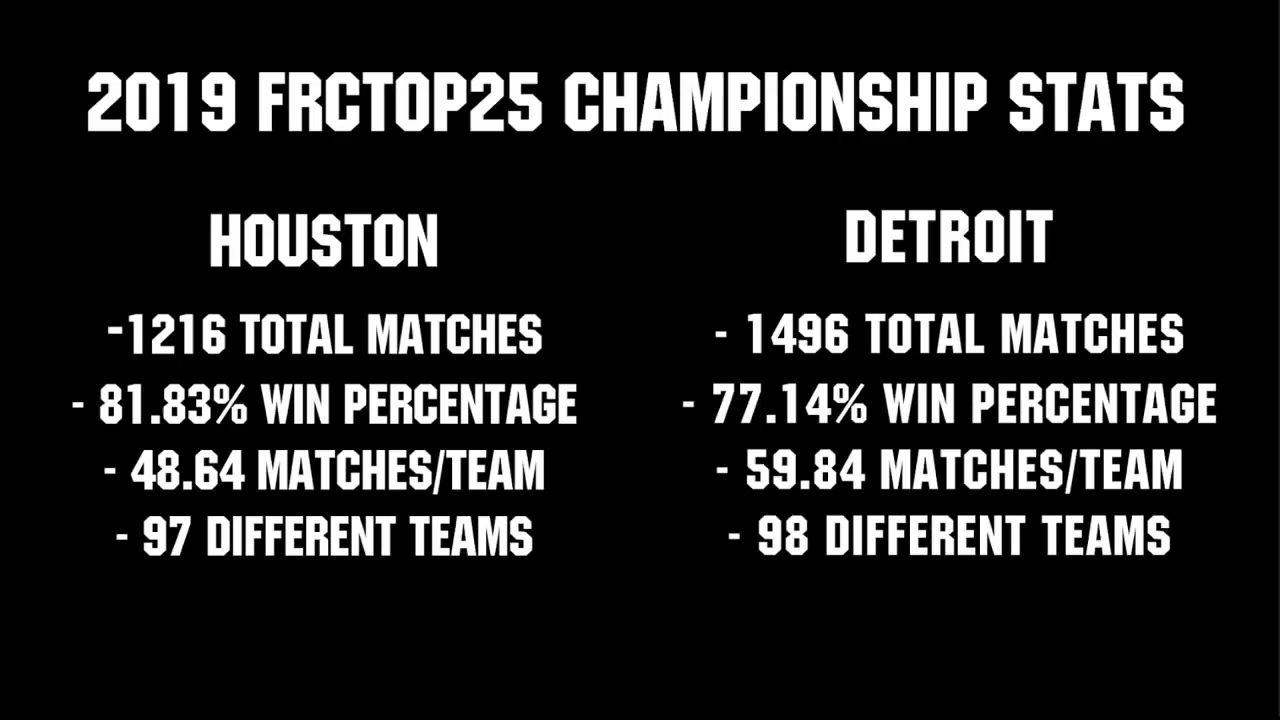 2019 FRCTOP25 CHAMPIONSHIP STATS
HOUSTON
-1216 TOTAL MATCHES
- 81.83% WIN PERCENTAGE
- 48.64 MATCHES/TEAM
- 97 DIFFERENT TEAMS
DETROIT
- 1496 TOTAL MATCHES
- 77.14% WIN PERCENTAGE
- 59.84 MATCHES/TEAM
- 98 DIFFERENT TEAMS